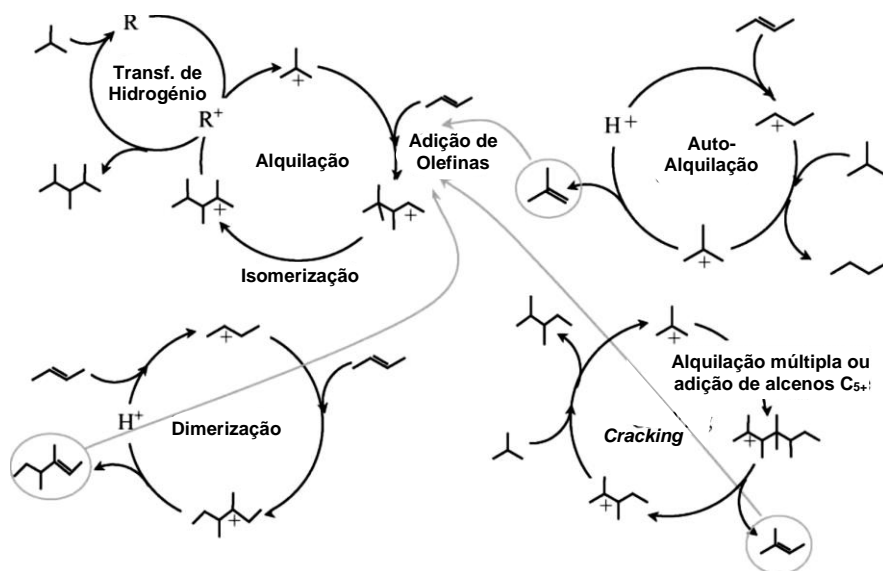 R
Transf. de
Hidrogénio
R+
+
Alquilação
Adição de
Olefinas
+
+
Isomerização
H+
+
Auto-
Alquilação
+
+
H+
Dimerização
+
+
Alquilação múltipla ou
adição de alcenos C5+
Cracking
+
+